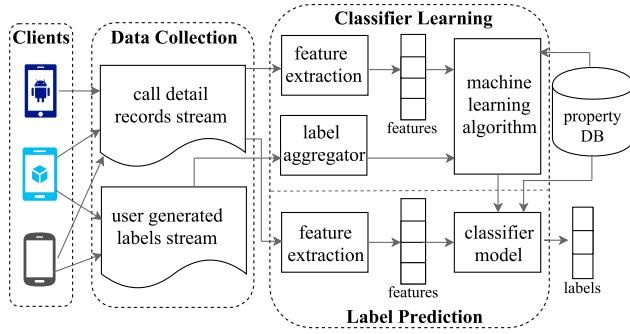 Clients
Data Collection
Classifier Learning
call detail
records stream
user generated
labels stream
feature
extraction
features
label
aggregator
machine
learning
algorithm
property
DB
feature
extraction
features
classifier
model
labels
Label Prediction